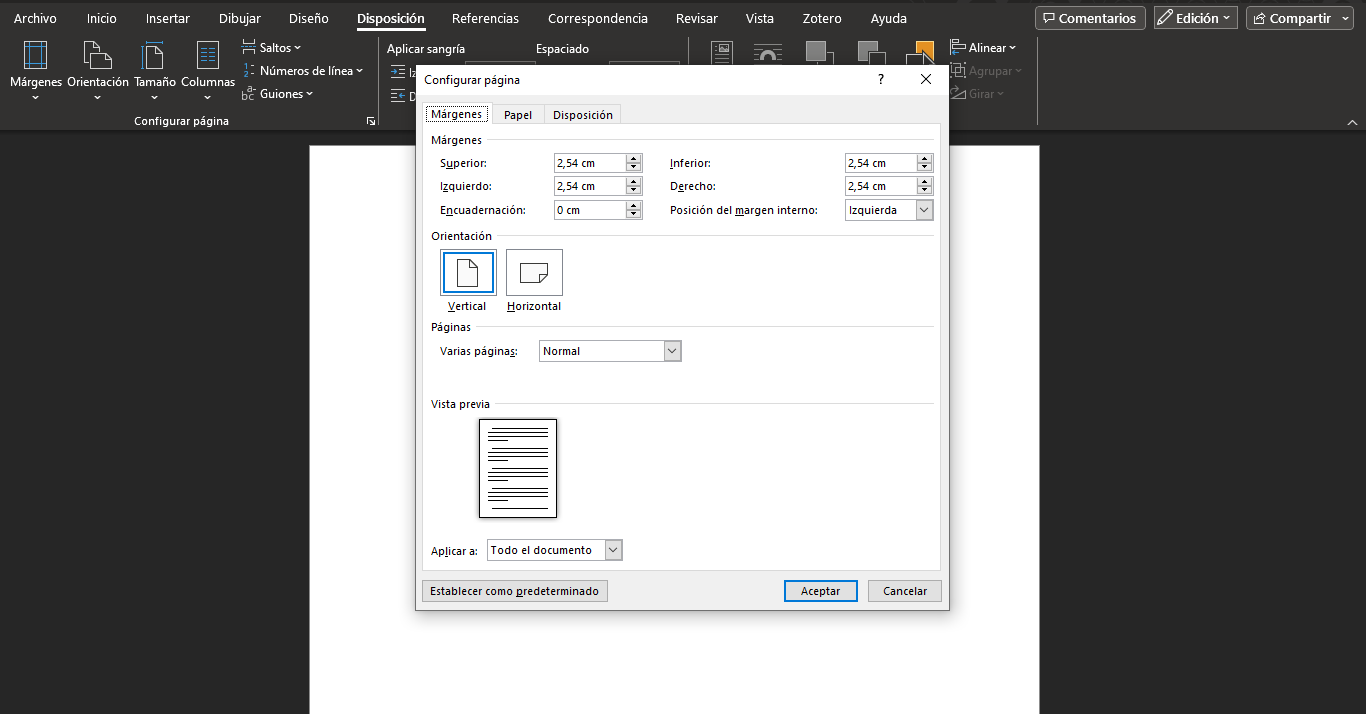 Archivo Inicio Insertar Dibujar Diseño Disposición Referencias Correspondencia Revisar Vista Zotero Ayuda Comentarios Edición Compartir
Saltos Aplicar sangría Espaciado Alinear
Números de línea Agrupar
Márgenes Orientación Tamaño Columnas
Guiones Girar
Configurar página
Configurar página ?
Márgenes Papel Disposición
Márgenes
Superior: 2,54 cm Inferior: 2,54 cm
Izquierdo: 2,54 cm Derecho: 2,54 cm
Encuadernación: 0 cm Posición del margen interno: Izquierda
Orientación
Vertical Horizontal
Páginas
Varias páginas: Normal
Vista previa
Aplicar a: Todo el documento
Establecer como predeterminado Aceptar Cancelar